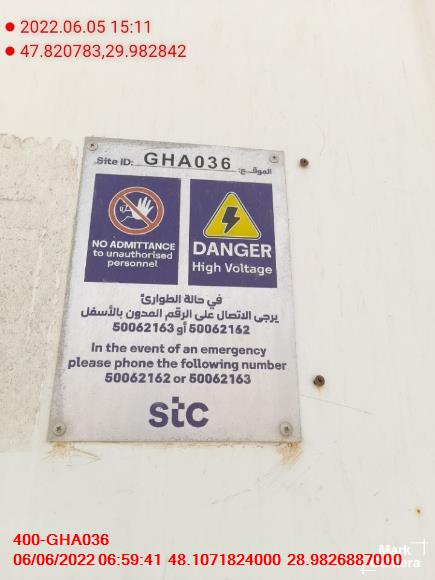 2022.06.05 15:11
47.820783,29.982842
Site ID: GHA036 الموقع:
NO ADMITTANCE
to unauthorised
personnel
DANGER
High Voltage
في حالة الطوارئ
يرجى الاتصال على الرقم المدون بالأسفل
50062162 أو 50062163
In the event of an emergency
please phone the following number
50062162 or 50062163
stc
400-GHA036
06/06/2022 06:59:41 48.1071824000 28.9826887000
Mark